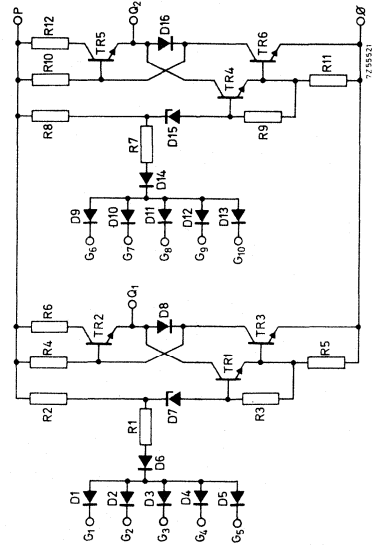 P
R12
R10
R8
TR5
Q2
D16
TR4
TR6
R11
Ø
7Z55521
R7
D15
R9
D14
D9
D10
D11
D12
D13
G6
G7
G8
G9
G10
R6
R4
R2
TR2
Q1
D8
TR1
TR3
R5
R1
D7
R3
D6
D1
D2
D3
D4
D5
G1
G2
G3
G4
G5